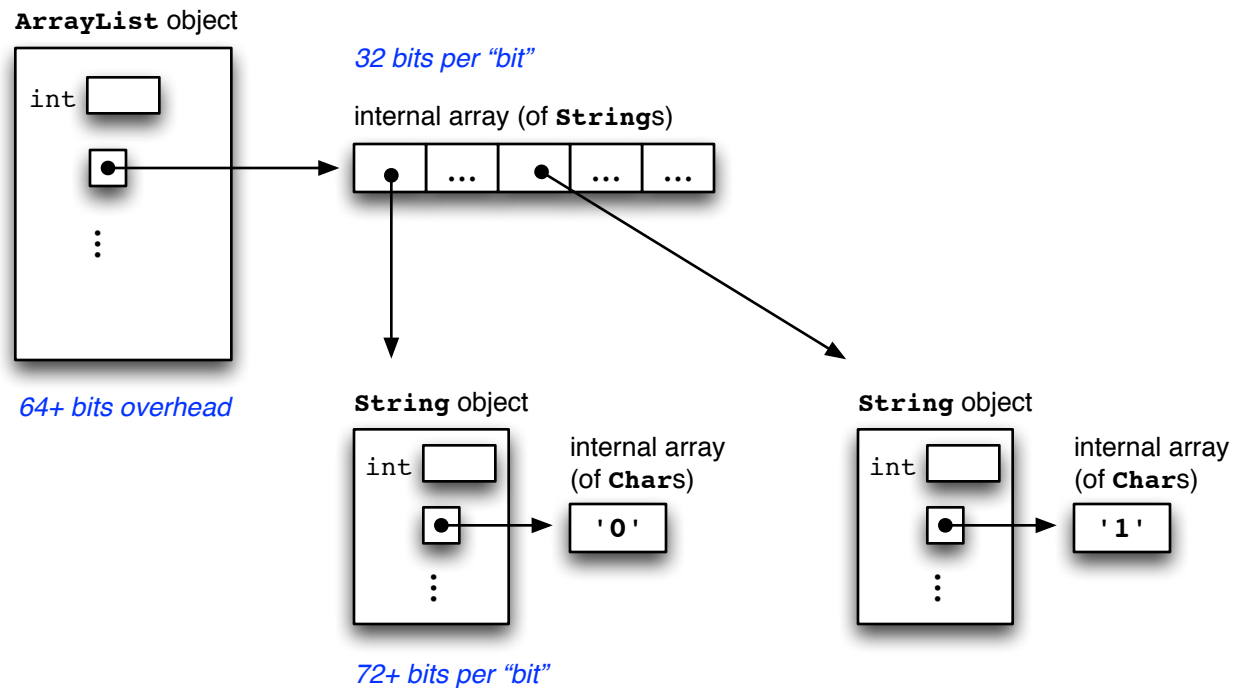 ArrayList object
int
⋮
64+ bits overhead
32 bits per “bit”
internal array (of Strings)
... ... ...
String object
int
⋮
internal array
(of Chars)
'0'
72+ bits per “bit”
String object
int
⋮
internal array
(of Chars)
'1'